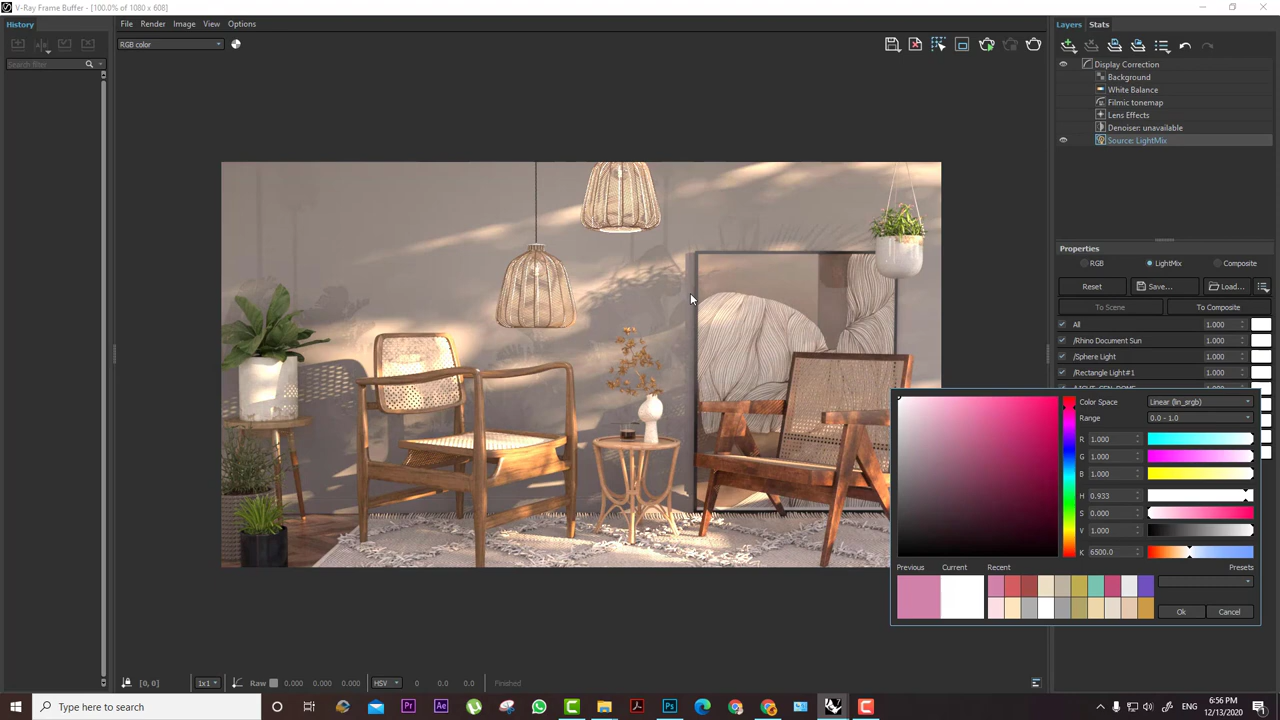 V-Ray Frame Buffer - [100.0% of 1080 x 608]
History
File Render Image View Options
Layers Stats
RGB color
Search filter
Display Correction
Background
White Balance
Filmic tonemap
Lens Effects
Denoiser: unavailable
Source: LightMix
Properties
RGB LightMix Composite
Reset Save... Load...
To Scene To Composite
All 1.000
/Rhino Document Sun 1.000
/Sphere Light 1.000
/Rectangle Light#1 1.000
Color Space Linear (lin_srgb)
Range 0.0 - 1.0
R 1.000
G 1.000
B 1.000
H 0.933
S 0.000
V 1.000
K 6500.0
Previous Current Recent Presets
Ok Cancel
[0, 0] 1x1 Raw 0.000 0.000 0.000 HSV 0.0 0.0 0.0 Finished
Type here to search
6:56 PM
12/13/2020